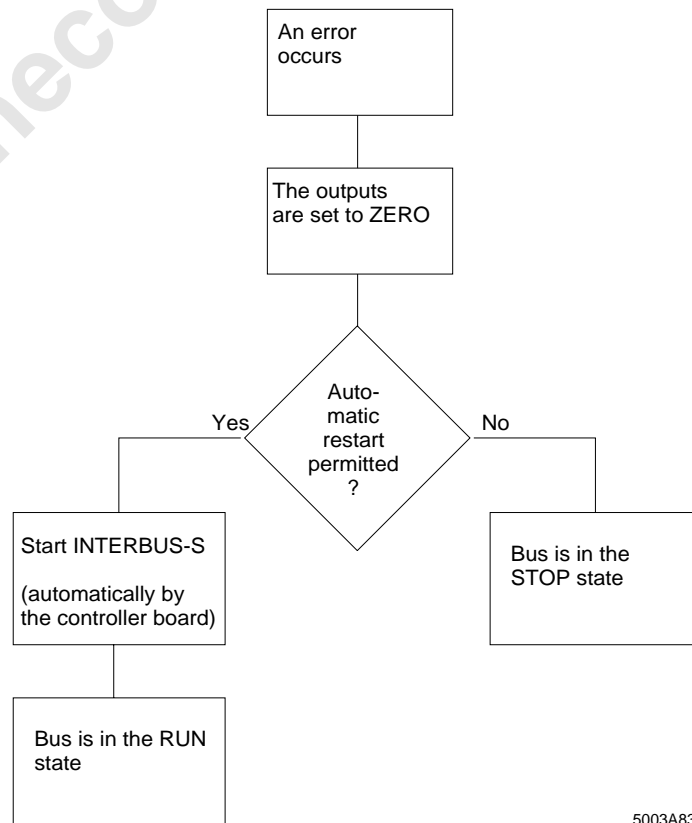 An error
occurs
The outputs
are set to ZERO
Auto-
matic
restart
permitted
?
Yes
No
Start INTERBUS-S
(automatically by
the controller board)
Bus is in the
STOP state
Bus is in the RUN
state
5003A83